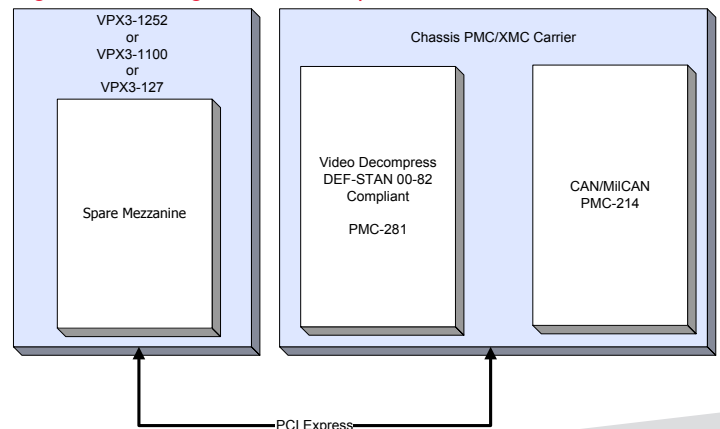 VPX3-1252
or
VPX3-1100
or
VPX3-127
Spare Mezzanine
Chassis PMC/XMC Carrier
Video Decompress
DEF-STAN 00-82
Compliant
PMC-281
CAN/MilCAN
PMC-214
PCI Express